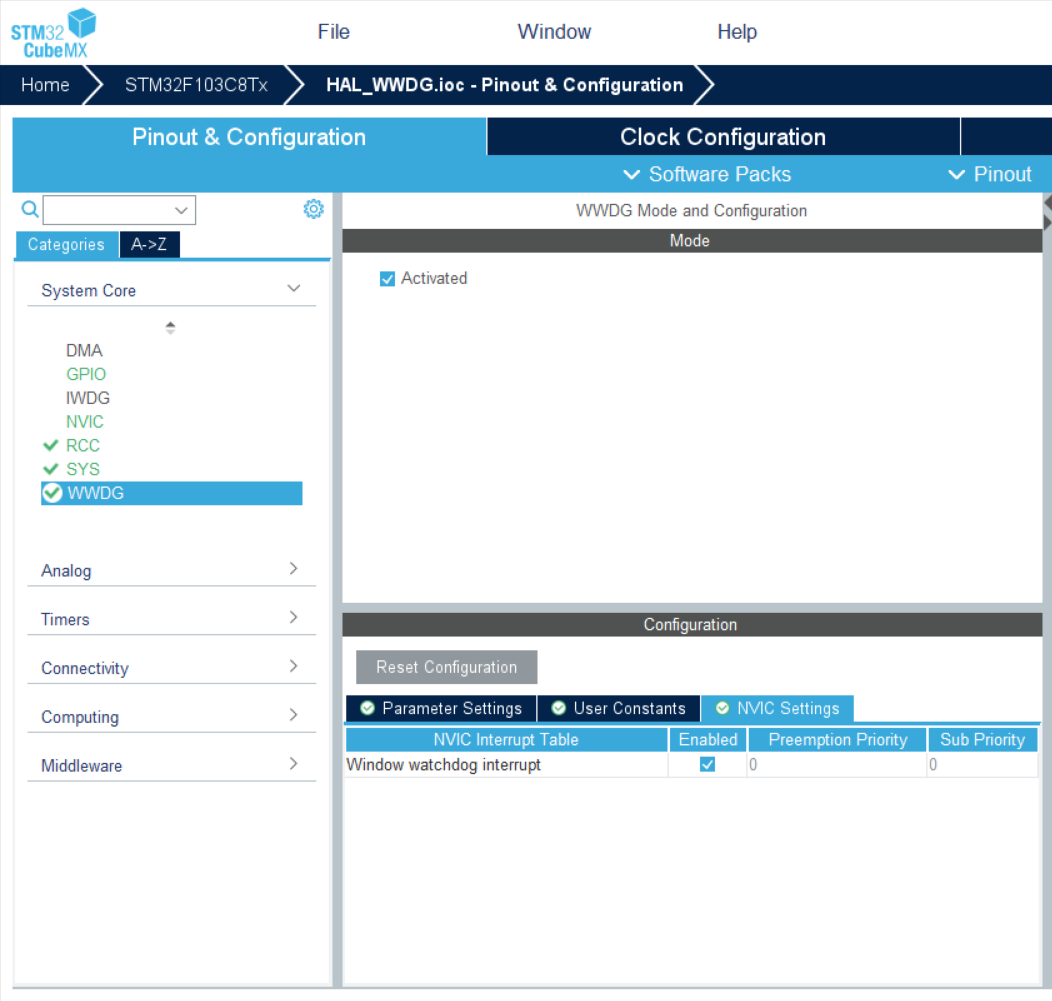 STM32
CubeMX
File Window Help
Home STM32F103C8Tx HAL_WWDG.ioc - Pinout & Configuration
Pinout & Configuration Clock Configuration
Software Packs Pinout
WWDG Mode and Configuration
Categories A->Z
Mode
Activated
System Core
DMA
GPIO
IWDG
NVIC
RCC
SYS
WWDG
Analog
Timers
Connectivity
Computing
Middleware
Configuration
Reset Configuration
Parameter Settings User Constants NVIC Settings
NVIC Interrupt Table Enabled Preemption Priority Sub Priority
Window watchdog interrupt 0 0